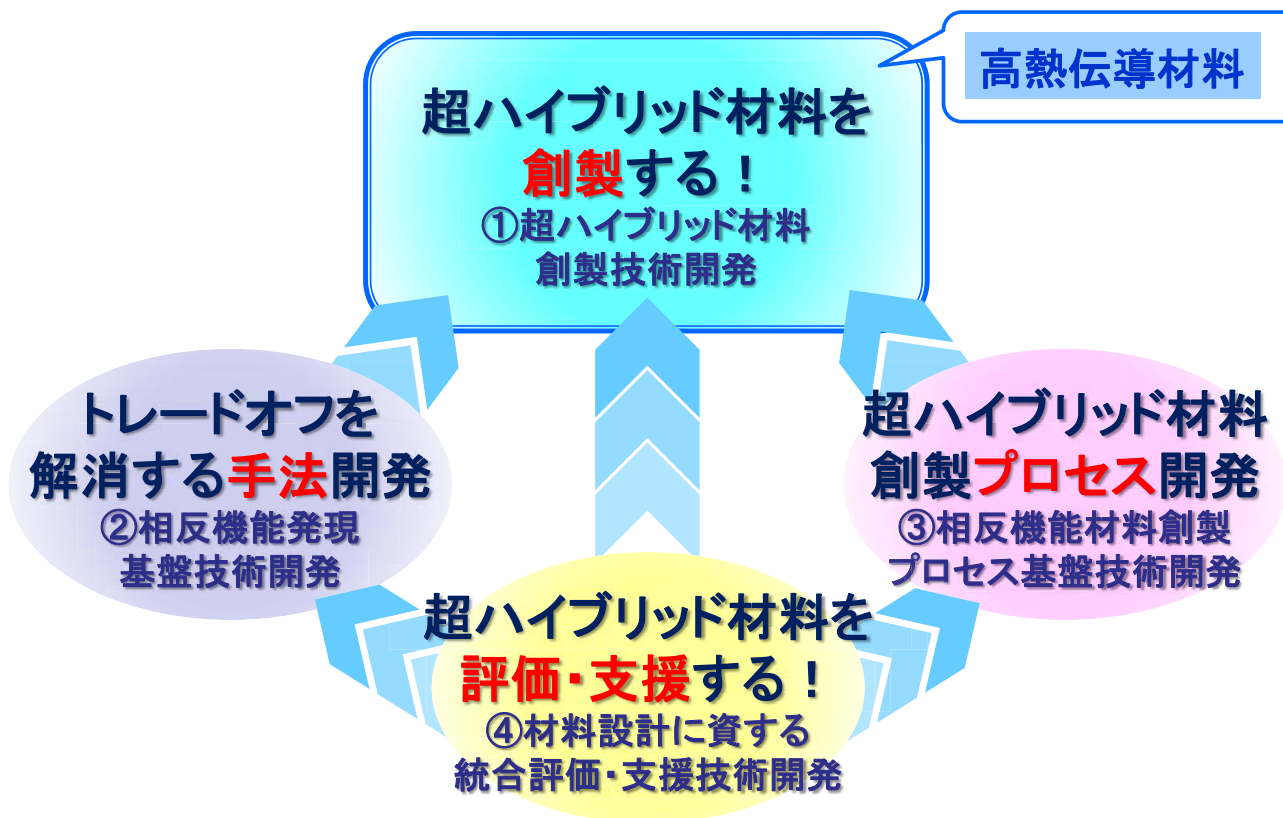 高熱伝導材料
超ハイブリッド材料を
創製する！
①超ハイブリッド材料
創製技術開発
トレードオフを
解消する手法開発
②相反機能発現
基盤技術開発
超ハイブリッド材料
創製プロセス開発
③相反機能材料創製
プロセス基盤技術開発
超ハイブリッド材料を
評価・支援する！
④材料設計に資する
統合評価・支援技術開発